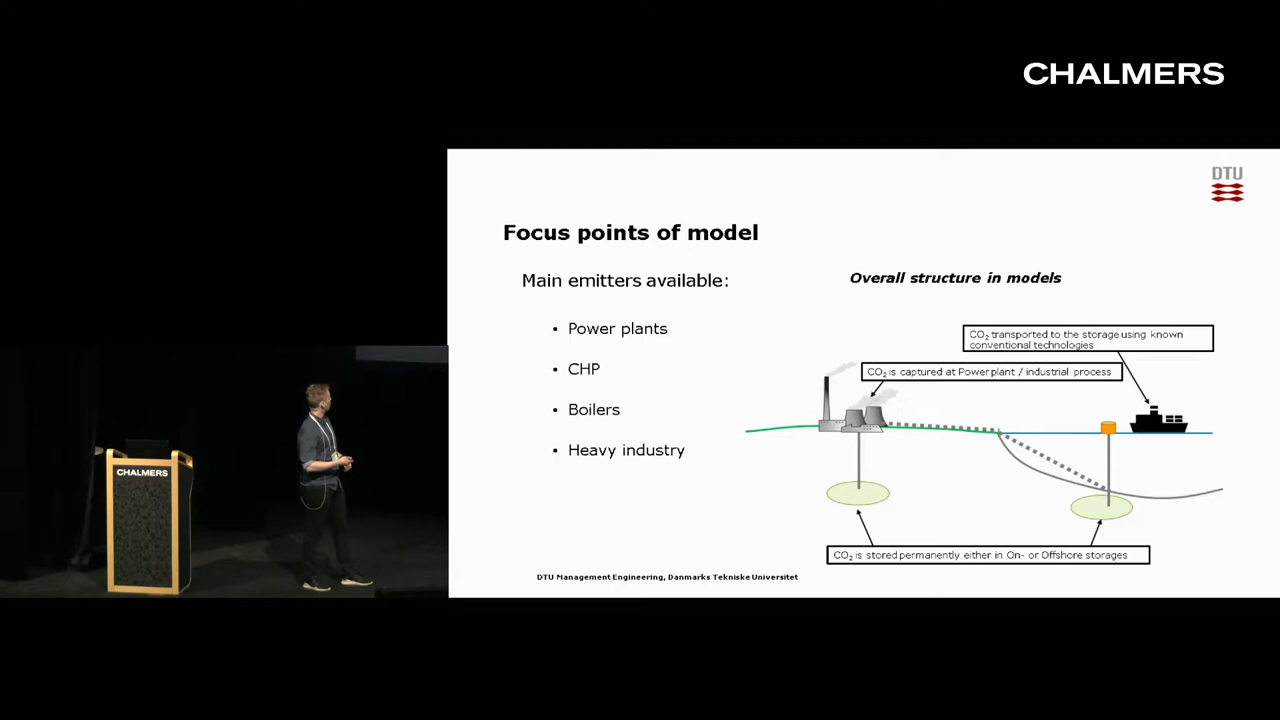 CHALMERS
DTU
Focus points of model
Main emitters available:
• Power plants
• CHP
• Boilers
• Heavy industry
Overall structure in models
CO₂ transported to the storage using known
conventional technologies
CO₂ is captured at Power plant / industrial process
CO₂ is stored permanently either in On- or Offshore storages
DTU Management Engineering, Danmarks Tekniske Universitet
CHALMERS